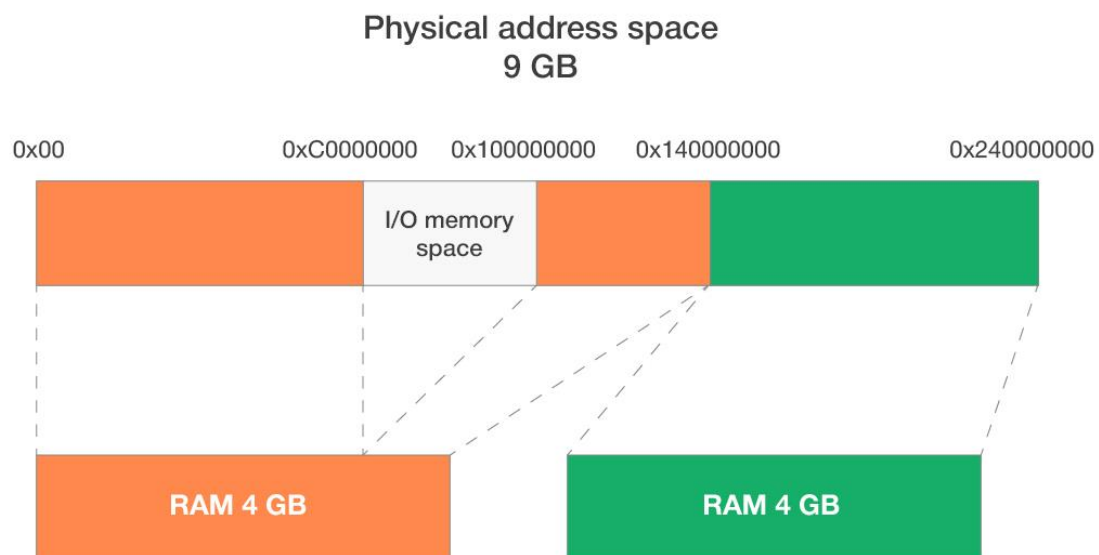 Physical address space
9 GB
0x00
0xC0000000
0x100000000
0x140000000
0x240000000
I/O memory
space
RAM 4 GB
RAM 4 GB